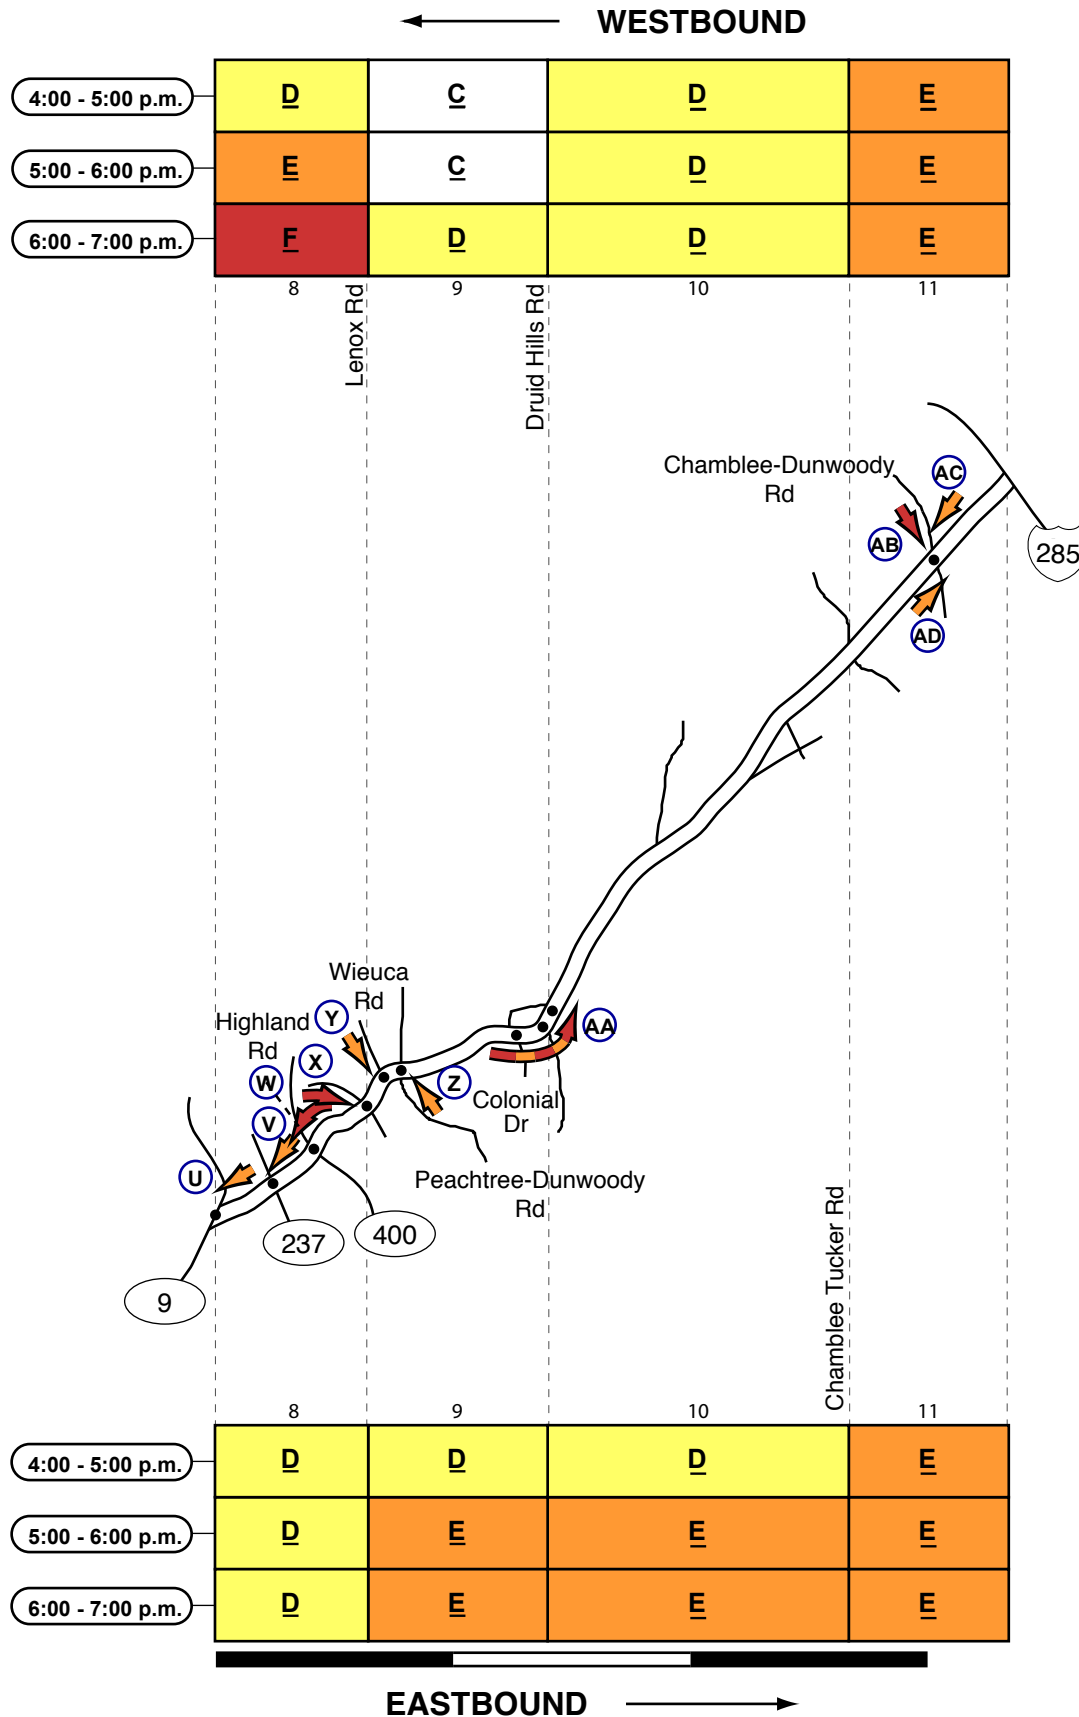 WESTBOUND
4:00 - 5:00 p.m. D C D E
5:00 - 6:00 p.m. E C D E
6:00 - 7:00 p.m. F D D E
8 9 10 11
Lenox Rd
Druid Hills Rd
Chamblee-Dunwoody
Rd
AC
AB
285
AD
Wieuca
Rd
Highland
Rd
Y
X
W
V
U
Z
AA
Colonial
Dr
Peachtree-Dunwoody
Rd
237
400
9
Chamblee Tucker Rd
8 9 10 11
4:00 - 5:00 p.m. D D D E
5:00 - 6:00 p.m. D E E E
6:00 - 7:00 p.m. D E E E
EASTBOUND